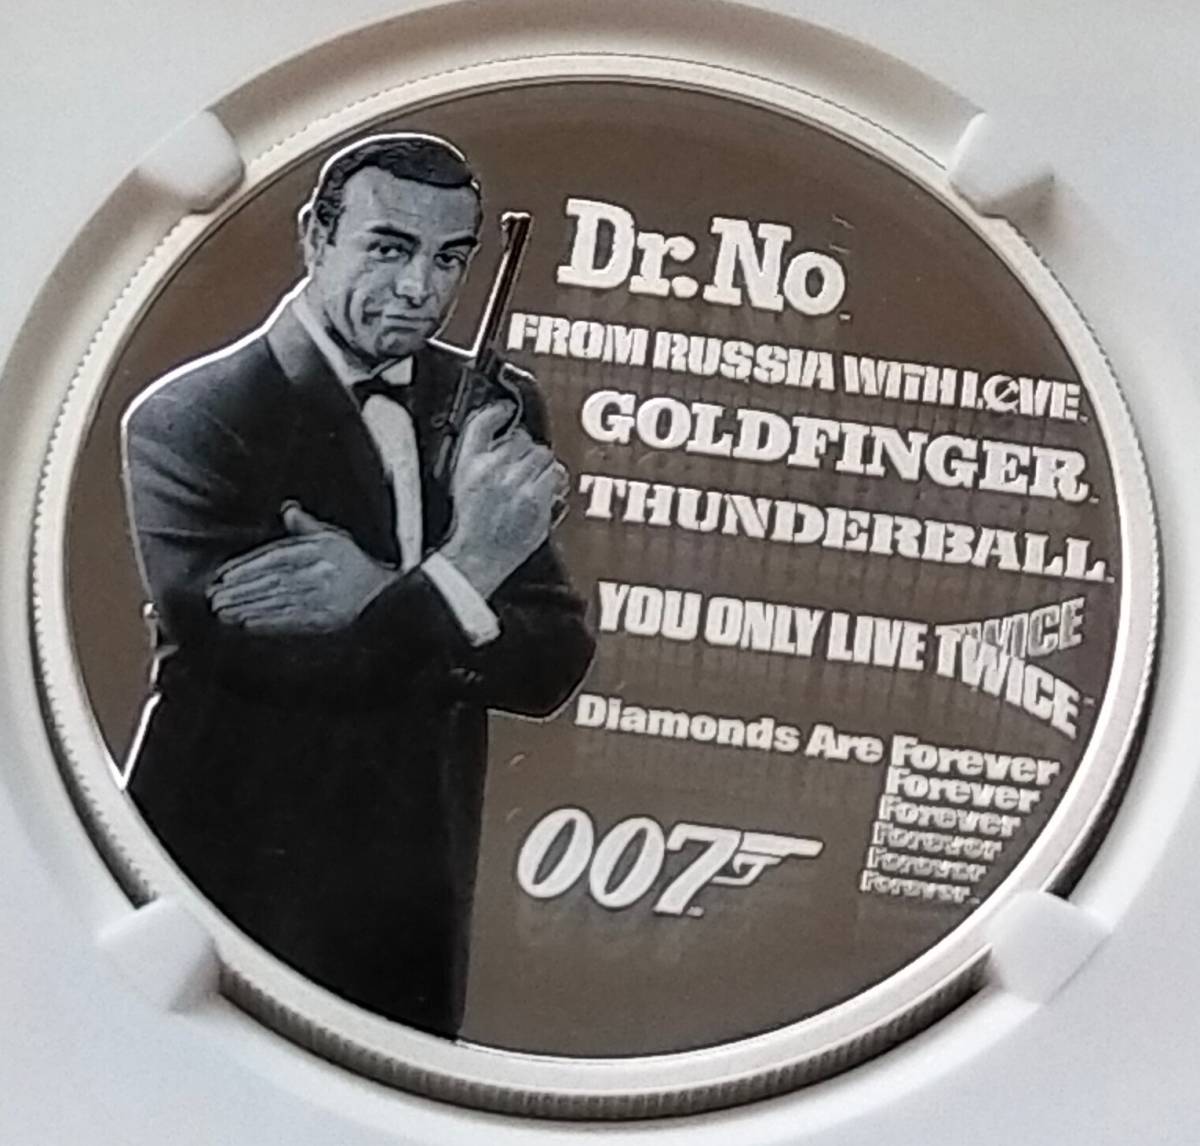 Dr. No
FROM RUSSIA WITH LOVE
GOLDFINGER
THUNDERBALL
YOU ONLY LIVE TWICE
TWICE
Diamonds Are Forever
Forever
Forever
Forever
Forever
Forever
007